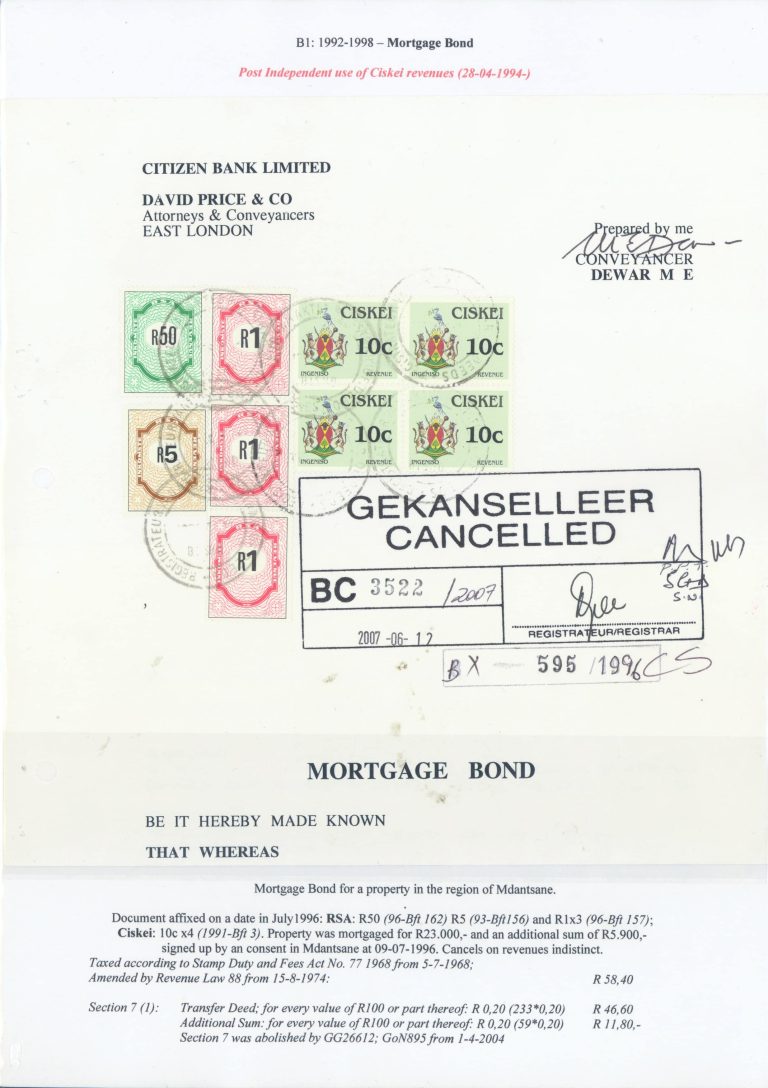 B1: 1992-1998 – Mortgage Bond
Post Independent use of Ciskei revenues (28-04-1994-)
CITIZEN BANK LIMITED
DAVID PRICE & CO
Attorneys & Conveyancers
EAST LONDON
Prepared by me
CONVEYANCER
DEWAR M E
R50
R1
CISKEI
10c
INGENISO REVENUE
CISKEI
10c
INGENISO REVENUE
R5
R1
CISKEI
10c
INGENISO REVENUE
CISKEI
10c
INGENISO REVENUE
R1
GEKANSELLEER
CANCELLED
BC 3522 /2007
2007 -06- 12
REGISTRATEUR/REGISTRAR
BX 595 /1996
MORTGAGE BOND
BE IT HEREBY MADE KNOWN
THAT WHEREAS
Mortgage Bond for a property in the region of Mdantsane.
Document affixed on a date in July1996: RSA: R50 (96-Bft 162) R5 (93-Bft156) and R1x3 (96-Bft 157);
Ciskei: 10c x4 (1991-Bft 3). Property was mortgaged for R23.000,- and an additional sum of R5.900,-
signed up by an consent in Mdantsane at 09-07-1996. Cancels on revenues indistinct.
Taxed according to Stamp Duty and Fees Act No. 77 1968 from 5-7-1968;
Amended by Revenue Law 88 from 15-8-1974: R 58,40
Section 7 (1): Transfer Deed; for every value of R100 or part thereof: R 0,20 (233*0,20) R 46,60
Additional Sum: for every value of R100 or part thereof: R 0,20 (59*0,20) R 11,80,-
Section 7 was abolished by GG26612; GoN895 from 1-4-2004